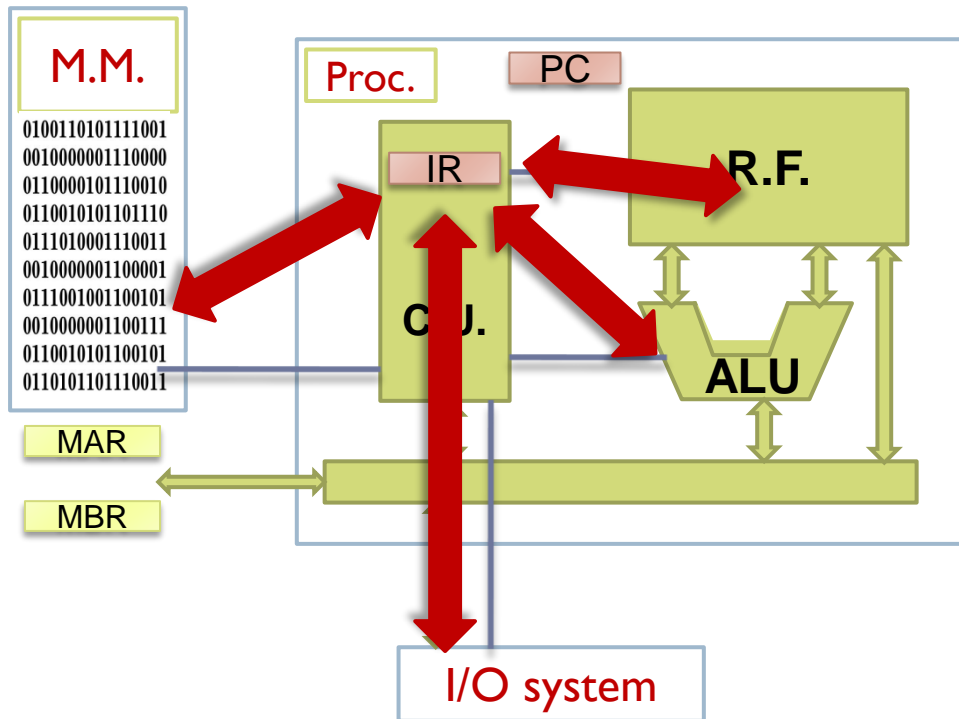 M.M.
0100110101111001
0010000001110000
0110000101110010
0110010101101110
0111010001110011
0010000001100001
0111001001100101
0010000001100111
0110010101100101
0110101101110011
MAR
MBR
Proc.
PC
IR
C.U.
R.F.
ALU
I/O system